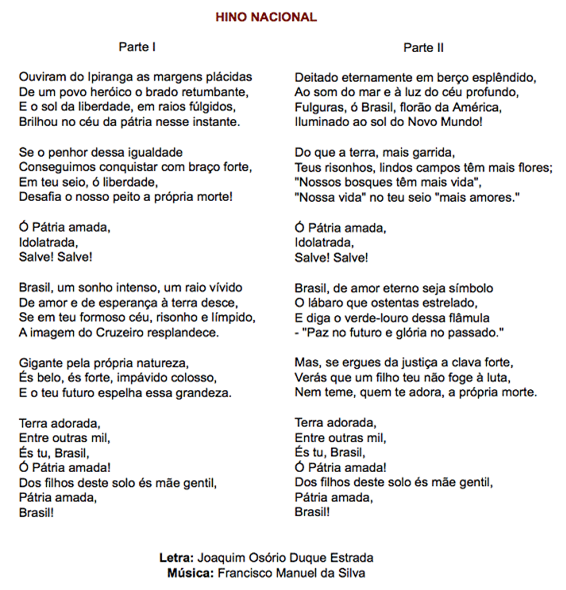 HINO NACIONAL
Parte I
Ouviram do Ipiranga as margens plácidas
De um povo heróico o brado retumbante,
E o sol da liberdade, em raios fúlgidos,
Brilhou no céu da pátria nesse instante.
Se o penhor dessa igualdade
Conseguimos conquistar com braço forte,
Em teu seio, ó liberdade,
Desafia o nosso peito a própria morte!
Ó Pátria amada,
Idolatrada,
Salve! Salve!
Brasil, um sonho intenso, um raio vívido
De amor e de esperança à terra desce,
Se em teu formoso céu, risonho e límpido,
A imagem do Cruzeiro resplandece.
Gigante pela própria natureza,
És belo, és forte, impávido colosso,
E o teu futuro espelha essa grandeza.
Terra adorada,
Entre outras mil,
És tu, Brasil,
Ó Pátria amada!
Dos filhos deste solo és mãe gentil,
Pátria amada,
Brasil!
Parte II
Deitado eternamente em berço esplêndido,
Ao som do mar e à luz do céu profundo,
Fulguras, ó Brasil, florão da América,
Iluminado ao sol do Novo Mundo!
Do que a terra, mais garrida,
Teus risonhos, lindos campos têm mais flores;
"Nossos bosques têm mais vida",
"Nossa vida" no teu seio "mais amores."
Ó Pátria amada,
Idolatrada,
Salve! Salve!
Brasil, de amor eterno seja símbolo
O lábaro que ostentas estrelado,
E diga o verde-louro dessa flâmula
- "Paz no futuro e glória no passado."
Mas, se ergues da justiça a clava forte,
Verás que um filho teu não foge à luta,
Nem teme, quem te adora, a própria morte.
Terra adorada,
Entre outras mil,
És tu, Brasil,
Ó Pátria amada!
Dos filhos deste solo és mãe gentil,
Pátria amada,
Brasil!
Letra: Joaquim Osório Duque Estrada
Música: Francisco Manuel da Silva